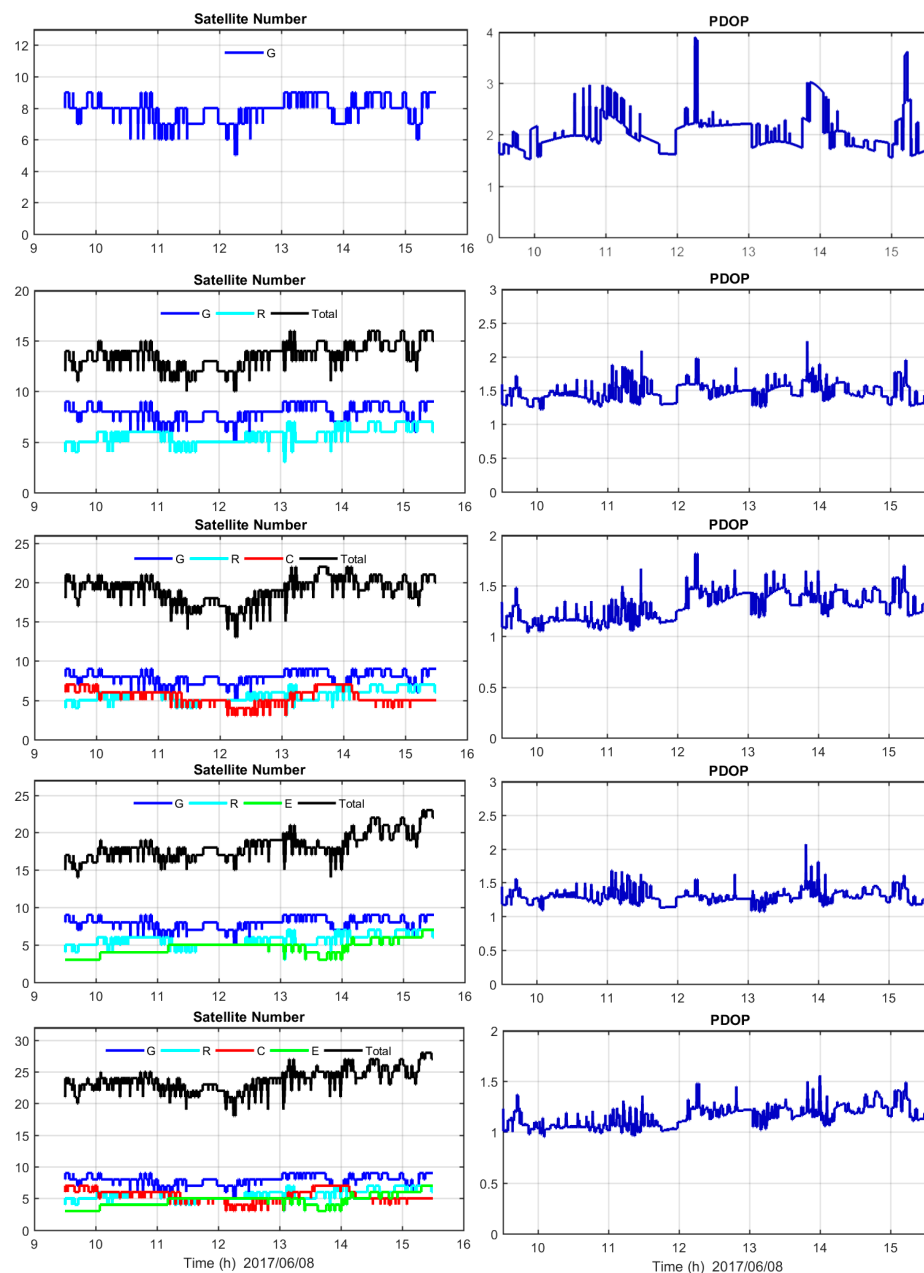 Satellite Number
G
12
10
8
6
4
2
0
9 10 11 12 13 14 15 16
PDOP
4
3
2
1
0
10 11 12 13 14 15
Satellite Number
G R Total
20
15
10
5
0
9 10 11 12 13 14 15 16
PDOP
3
2.5
2
1.5
1
0.5
0
10 11 12 13 14 15
Satellite Number
G R C Total
25
20
15
10
5
0
9 10 11 12 13 14 15 16
PDOP
2
1.5
1
0.5
0
10 11 12 13 14 15
Satellite Number
G R E Total
25
20
15
10
5
0
9 10 11 12 13 14 15 16
PDOP
3
2.5
2
1.5
1
0.5
0
10 11 12 13 14 15
Satellite Number
G R C E Total
30
25
20
15
10
5
0
9 10 11 12 13 14 15 16
Time (h) 2017/06/08
PDOP
2
1.5
1
0.5
0
10 11 12 13 14 15
Time (h) 2017/06/08